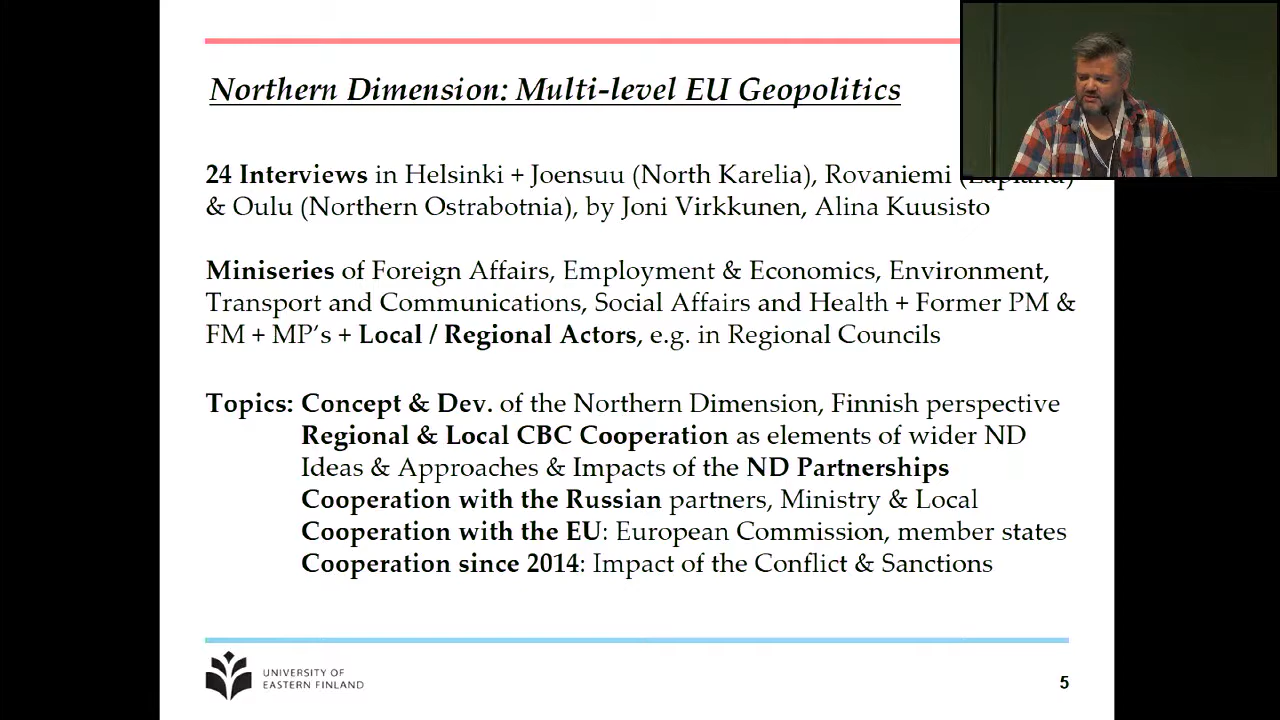 Northern Dimension: Multi-level EU Geopolitics
24 Interviews in Helsinki + Joensuu (North Karelia), Rovaniemi (Lapland)
& Oulu (Northern Ostrabotnia), by Joni Virkkunen, Alina Kuusisto
Miniseries of Foreign Affairs, Employment & Economics, Environment,
Transport and Communications, Social Affairs and Health + Former PM &
FM + MP's + Local / Regional Actors, e.g. in Regional Councils
Topics: Concept & Dev. of the Northern Dimension, Finnish perspective
Regional & Local CBC Cooperation as elements of wider ND
Ideas & Approaches & Impacts of the ND Partnerships
Cooperation with the Russian partners, Ministry & Local
Cooperation with the EU: European Commission, member states
Cooperation since 2014: Impact of the Conflict & Sanctions
UNIVERSITY OF
EASTERN FINLAND
5